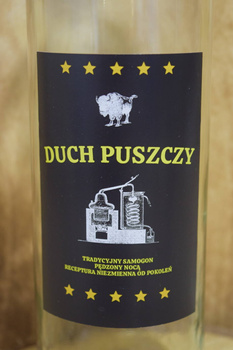 DUCH PUSZCZY
TRADYCYJNY SAMOGON
PĘDZONY NOCĄ
RECEPTURA NIEZMIENNA OD POKOLEŃ